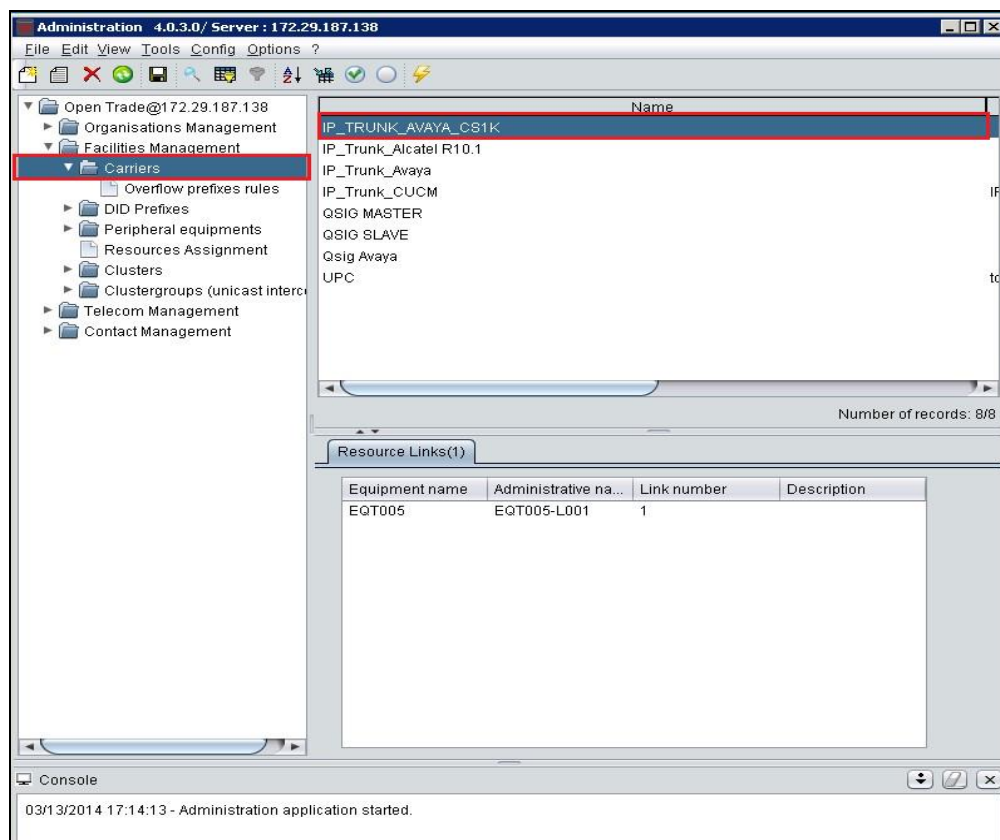 Administration 4.0.3.0/ Server : 172.29.187.138
File Edit View Tools Config Options ?
Open Trade@172.29.187.138
Organisations Management
Facilities Management
Carriers
Overflow prefixes rules
DID Prefixes
Peripheral equipments
Resources Assignment
Clusters
Clustergroups (unicast interc
Telecom Management
Contact Management
Name
IP_TRUNK_AVAYA_CS1K
IP_Trunk_Alcatel R10.1
IP_Trunk_Avaya
IP_Trunk_CUCM
QSIG MASTER
QSIG SLAVE
Qsig Avaya
UPC
Number of records: 8/8
Resource Links(1)
Equipment name Administrative na... Link number Description
EQT005 EQT005-L001 1
Console
03/13/2014 17:14:13 - Administration application started.